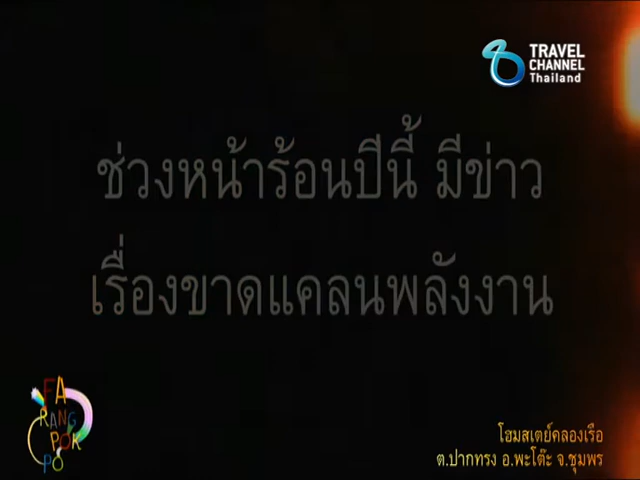 TRAVEL
CHANNEL
Thailand
ช่วงหน้าร้อนปีนี้ มีข่าว
เรื่องขาดแคลนพลังงาน
FA
RANG
POK
PO
โฮมสเตย์คลองเรือ
ต.ปากทรง อ.พะโต๊ะ จ.ชุมพร